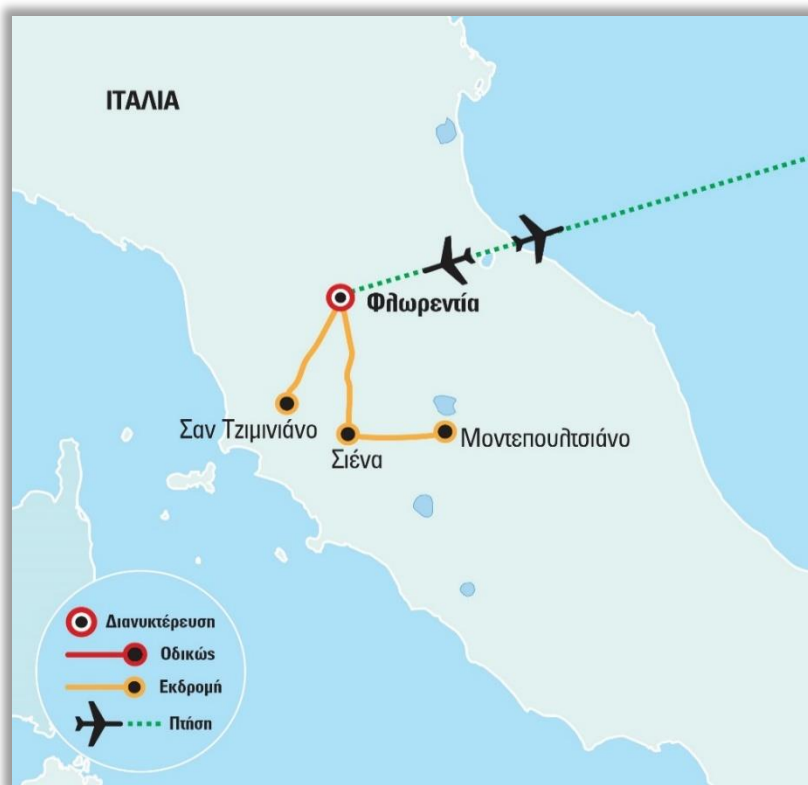 ΙΤΑΛΙΑ
Φλωρεντία
Σαν Τζιμινιάνο
Σιένα
Μοντεπουλτσιάνο
Διανυκτέρευση
Οδικώς
Εκδρομή
Πτήση